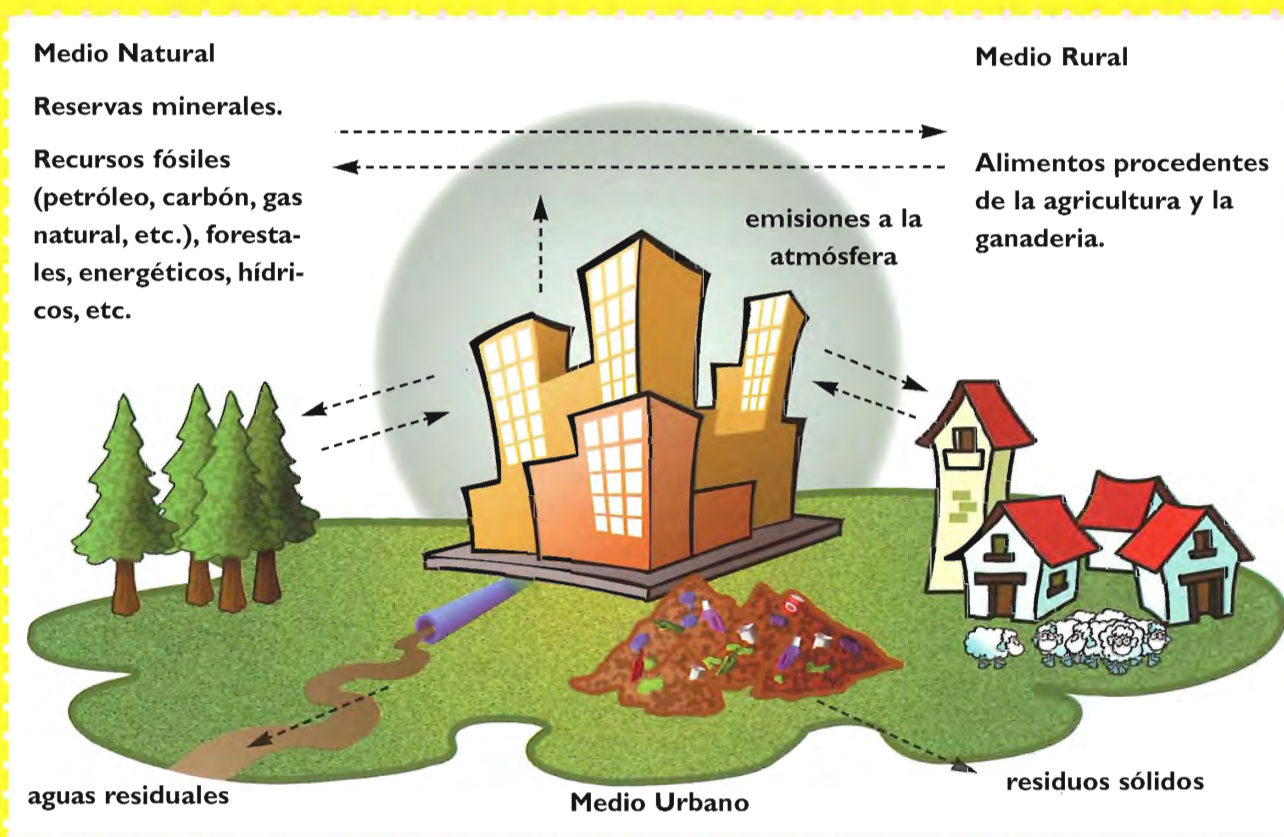 Medio Natural
Reservas minerales.
Recursos fósiles
(petróleo, carbón, gas
natural, etc.), foresta-
les, energéticos, hídri-
cos, etc.
Medio Rural
Alimentos procedentes
de la agricultura y la
ganaderia.
emisiones a la
atmósfera
aguas residuales
Medio Urbano
residuos sólidos